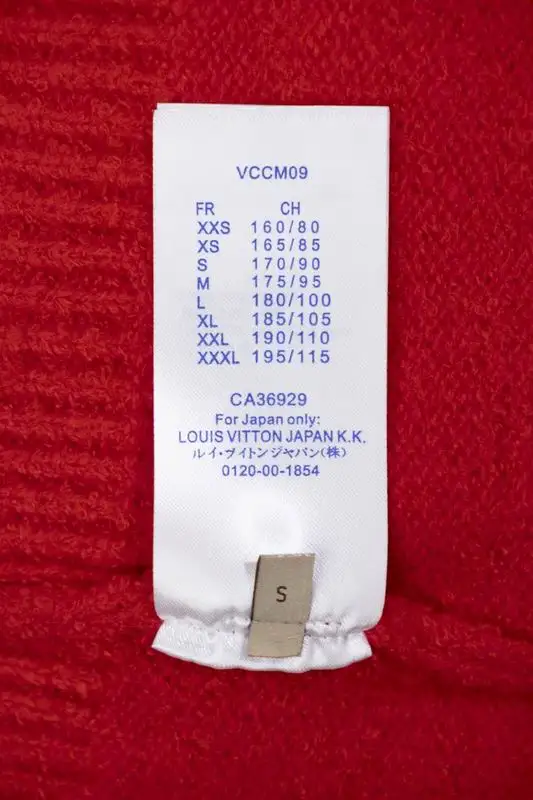 VCCM09
FR CH
XXS 160/80
XS 165/85
S 170/90
M 175/95
L 180/100
XL 185/105
XXL 190/110
XXXL 195/115
CA36929
For Japan only:
LOUIS VITTON JAPAN K.K.
ルイ・ブイトンジャパン(株)
0120-00-1854
S